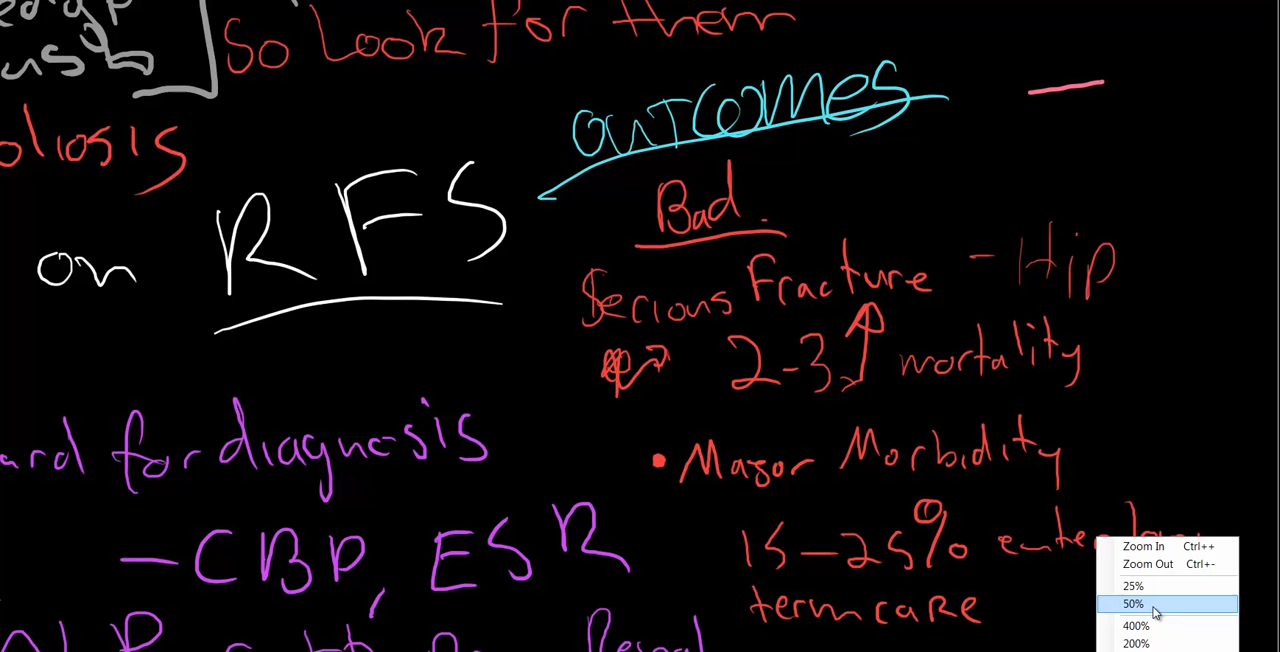 So Look for them
oliosis
OUTCOMES
on RFS
Bad.
Serious Fracture - Hip
2-3 ↑ mortality
ard for diagnosis
• Major Morbidity
- CBP, ESR
15-25% enter long
term care
Zoom In Ctrl++
Zoom Out Ctrl+-
25%
50%
400%
200%